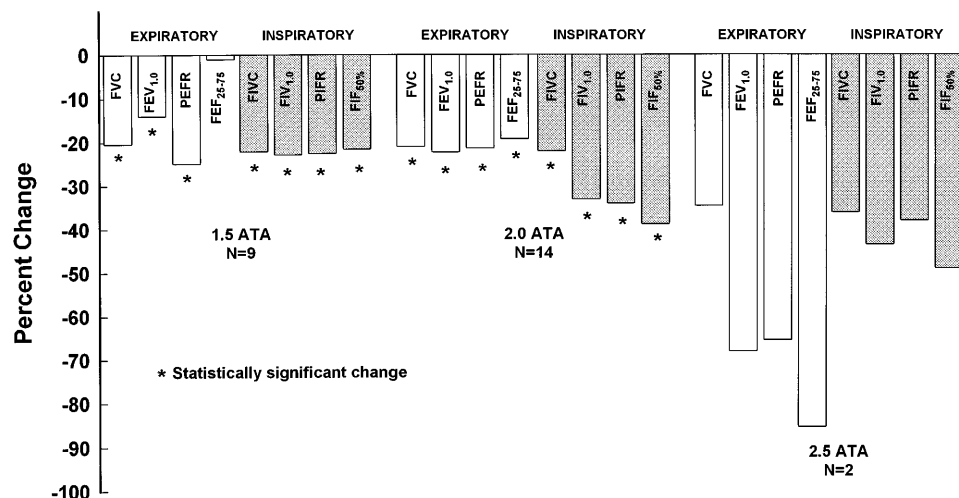 EXPIRATORY INSPIRATORY EXPIRATORY INSPIRATORY EXPIRATORY INSPIRATORY
Percent Change
0
-10
-20
-30
-40
-50
-60
-70
-80
-90
-100
FVC
FEV1.0
PEFR
FEF25-75
FIVC
FIV1.0
PIFR
FIF50%
FVC
FEV1.0
PEFR
FEF25-75
FIVC
FIV1.0
PIFR
FIF50%
FVC
FEV1.0
PEFR
FEF25-75
FIVC
FIV1.0
PIFR
FIF50%
* * * * * * *
* * * * * * * *
1.5 ATA
N=9
2.0 ATA
N=14
* Statistically significant change
2.5 ATA
N=2